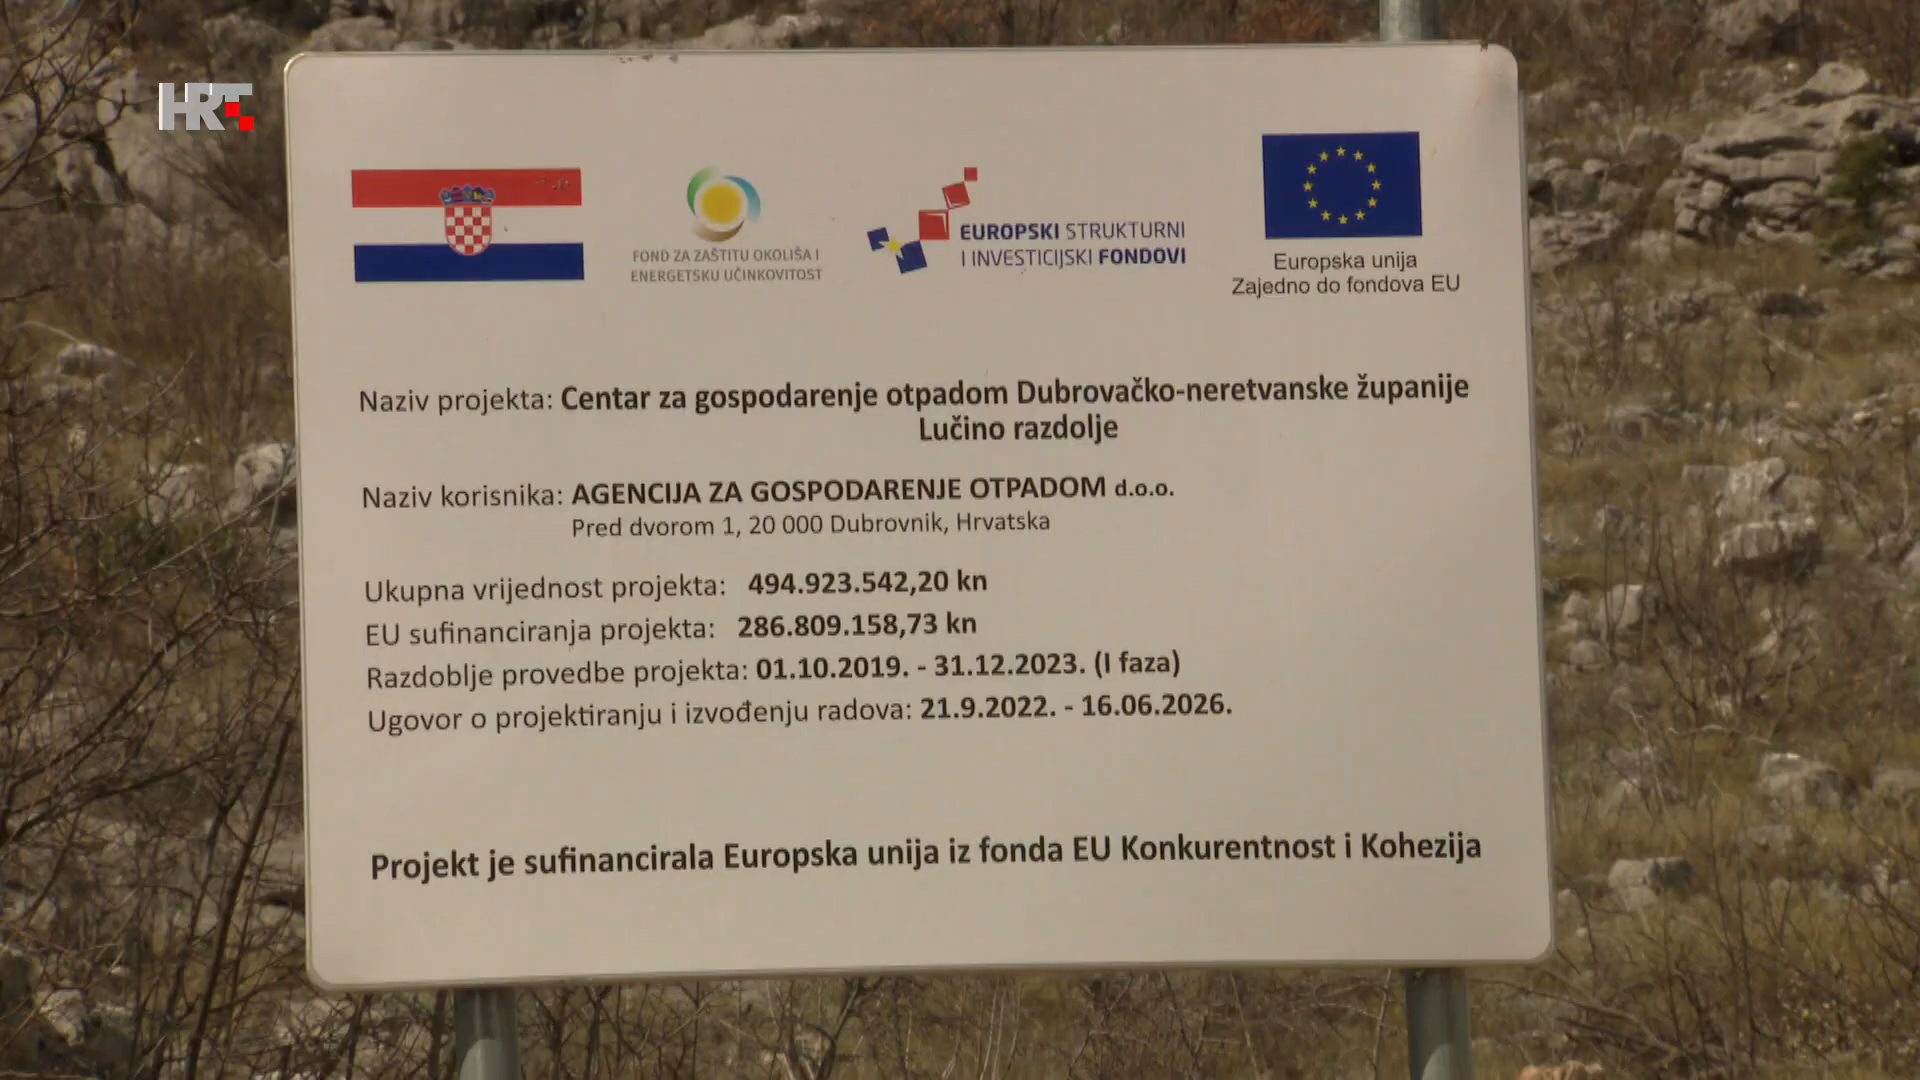 HRT
FOND ZA ZAŠTITU OKOLIŠA I
ENERGETSKU UČINKOVITOST
EUROPSKI STRUKTURNI
I INVESTICIJSKI FONDOVI
Europska unija
Zajedno do fondova EU
Naziv projekta: Centar za gospodarenje otpadom Dubrovačko-neretvanske županije
Lučino razdolje
Naziv korisnika: AGENCIJA ZA GOSPODARENJE OTPADOM d.o.o.
Pred dvorom 1, 20 000 Dubrovnik, Hrvatska
Ukupna vrijednost projekta: 494.923.542,20 kn
EU sufinanciranja projekta: 286.809.158,73 kn
Razdoblje provedbe projekta: 01.10.2019. - 31.12.2023. (I faza)
Ugovor o projektiranju i izvođenju radova: 21.9.2022. - 16.06.2026.
Projekt je sufinancirala Europska unija iz fonda EU Konkurentnost i Kohezija